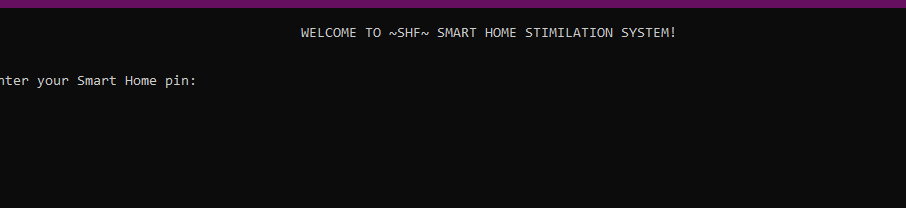 WELCOME TO ~SHF~ SMART HOME STIMILATION SYSTEM!
nter your Smart Home pin: